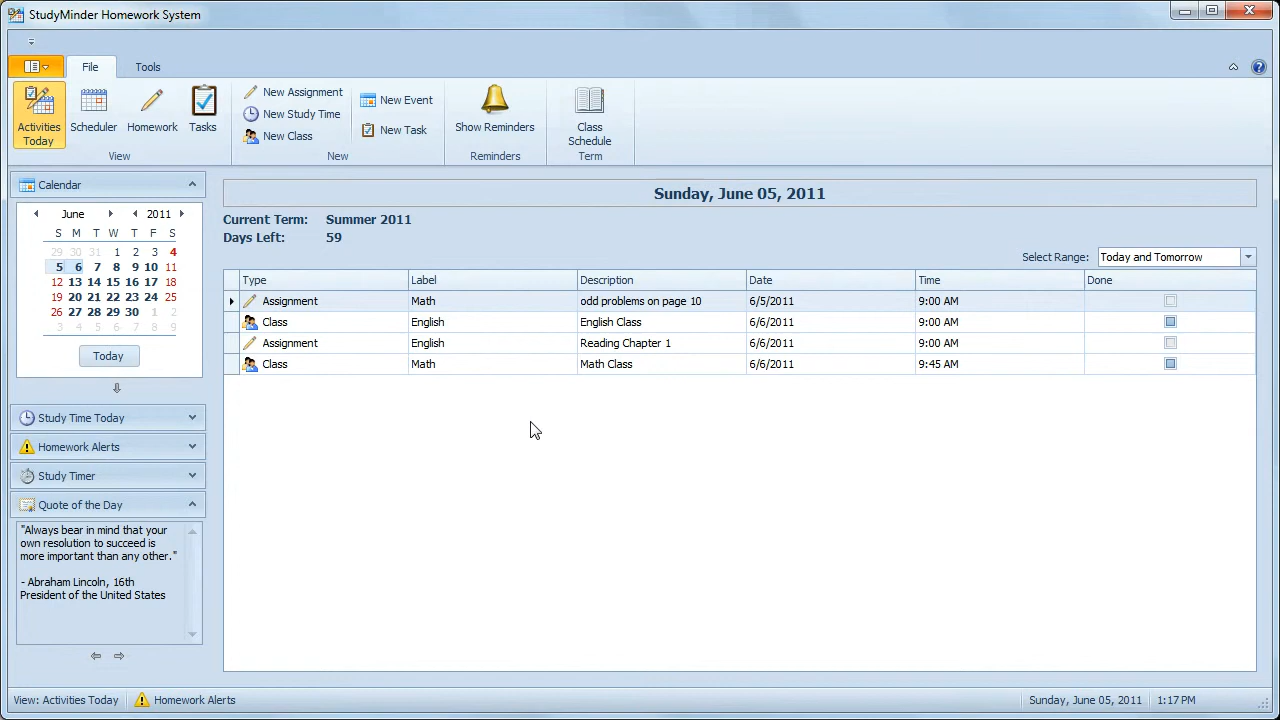 StudyMinder Homework System
File Tools
Activities Today
Scheduler
Homework
Tasks
View
New Assignment
New Study Time
New Class
New Event
New Task
New
Show Reminders
Reminders
Class Schedule
Term
Calendar
June 2011
S M T W T F S
29 30 31 1 2 3 4
5 6 7 8 9 10 11
12 13 14 15 16 17 18
19 20 21 22 23 24 25
26 27 28 29 30 1 2
3 4 5 6 7 8 9
Today
Study Time Today
Homework Alerts
Study Timer
Quote of the Day
"Always bear in mind that your
own resolution to succeed is
more important than any other."
- Abraham Lincoln, 16th
President of the United States
Sunday, June 05, 2011
Current Term: Summer 2011
Days Left: 59
Select Range: Today and Tomorrow
Type Label Description Date Time Done
Assignment Math odd problems on page 10 6/5/2011 9:00 AM
Class English English Class 6/6/2011 9:00 AM
Assignment English Reading Chapter 1 6/6/2011 9:00 AM
Class Math Math Class 6/6/2011 9:45 AM
View: Activities Today Homework Alerts Sunday, June 05, 2011 1:17 PM